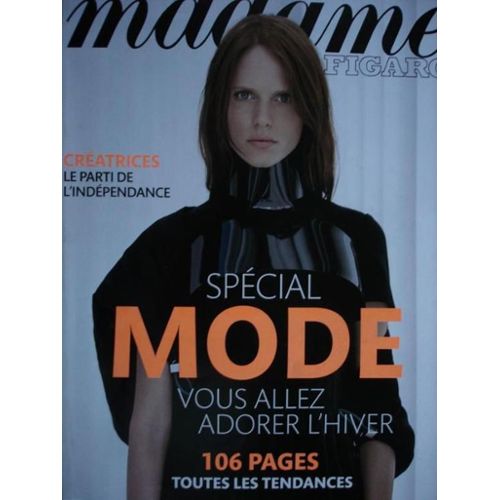 madame
FIGARO
CRÉATRICES
LE PARTI DE
L'INDÉPENDANCE
SPÉCIAL
MODE
VOUS ALLEZ
ADORER L'HIVER
106 PAGES
TOUTES LES TENDANCES